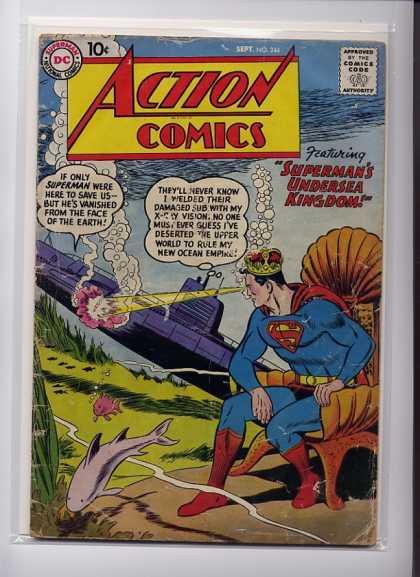 SUPERMAN
DC
NATIONAL COMICS
10¢
SEPT. NO. 244
APPROVED
BY THE
COMICS
CODE
AUTHORITY
ACTION
COMICS
Featuring
"SUPERMAN'S
UNDERSEA
KINGDOM!"
IF ONLY
SUPERMAN WERE
HERE TO SAVE US--
BUT HE'S VANISHED
FROM THE FACE
OF THE EARTH!
THEY'LL NEVER KNOW
I WELDED THEIR
DAMAGED SUB WITH MY
X-RAY VISION. NO ONE
MUST EVER GUESS I'VE
DESERTED THE UPPER
WORLD TO RULE MY
NEW OCEAN EMPIRE!
S